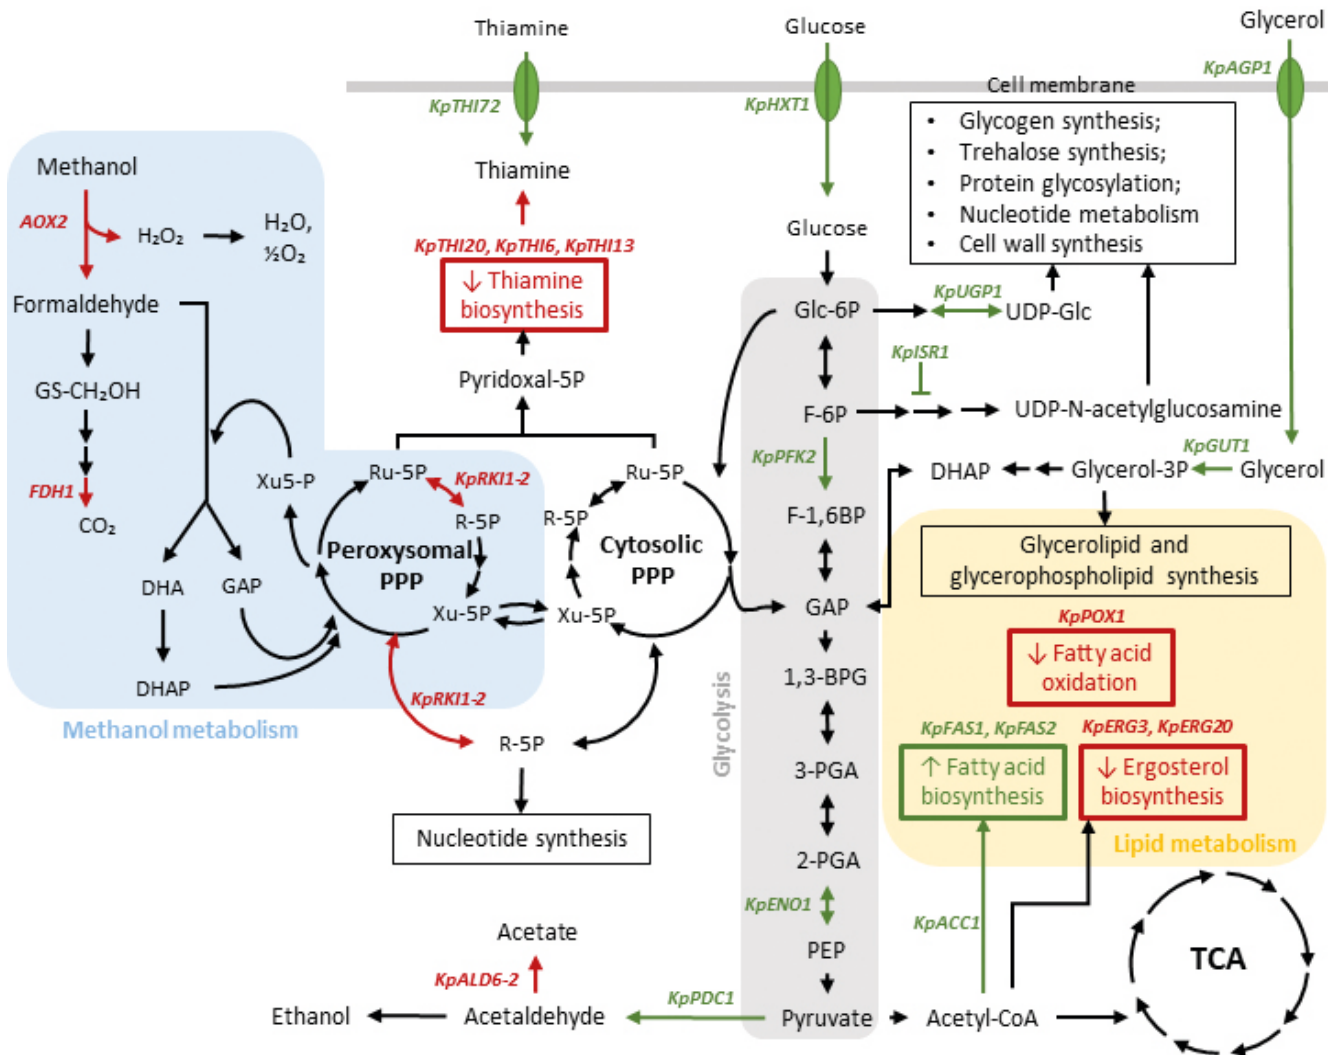 Thiamine
Glucose
Glycerol
KpTHI72
KpHXT1
KpAGP1
Cell membrane
• Glycogen synthesis;
• Trehalose synthesis;
• Protein glycosylation;
• Nucleotide metabolism
• Cell wall synthesis
Methanol
Thiamine
AOX2
H₂O₂
H₂O,
½O₂
Glucose
KpTHI20, KpTHI6, KpTHI13
↓ Thiamine
biosynthesis
Formaldehyde
Glc-6P
KpUGP1
UDP-Glc
KpISR1
Pyridoxal-5P
GS-CH₂OH
F-6P
UDP-N-acetylglucosamine
KpPFK2
KpGUT1
Xu5-P
Ru-5P
KpRKI1-2
Ru-5P
DHAP
Glycerol-3P
Glycerol
FDH1
CO₂
R-5P
R-5P
F-1,6BP
Peroxysomal
PPP
Cytosolic
PPP
Glycerolipid and
glycerophospholipid synthesis
DHA
GAP
Xu-5P
Xu-5P
GAP
KpPOX1
↓ Fatty acid
oxidation
DHAP
KpRKI1-2
1,3-BPG
Methanol metabolism
Glycolysis
R-5P
KpFAS1, KpFAS2
KpERG3, KpERG20
↑ Fatty acid
biosynthesis
↓ Ergosterol
biosynthesis
3-PGA
Nucleotide synthesis
Lipid metabolism
2-PGA
KpENO1
KpACC1
Acetate
PEP
TCA
KpALD6-2
KpPDC1
Ethanol
Acetaldehyde
Pyruvate
Acetyl-CoA